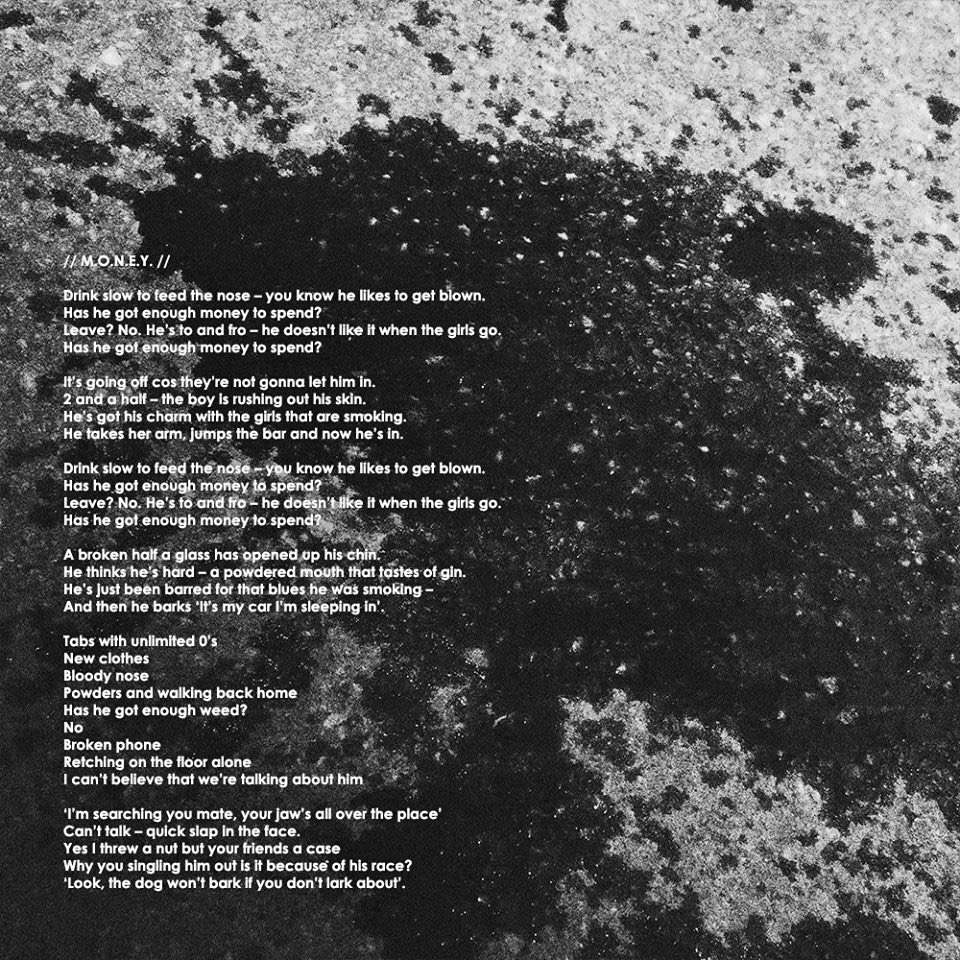 // M.O.N.E.Y. //
Drink slow to feed the nose – you know he likes to get blown.
Has he got enough money to spend?
Leave? No. He's to and fro – he doesn't like it when the girls go.
Has he got enough money to spend?
It's going off cos they're not gonna let him in.
2 and a half – the boy is rushing out his skin.
He's got his charm with the girls that are smoking.
He takes her arm, jumps the bar and now he's in.
Drink slow to feed the nose – you know he likes to get blown.
Has he got enough money to spend?
Leave? No. He's to and fro – he doesn't like it when the girls go.
Has he got enough money to spend?
A broken half a glass has opened up his chin.
He thinks he's hard – a powdered mouth that tastes of gin.
He's just been barred for that blues he was smoking –
And then he barks 'It's my car I'm sleeping in'.
Tabs with unlimited 0's
New clothes
Bloody nose
Powders and walking back home
Has he got enough weed?
No
Broken phone
Retching on the floor alone
I can't believe that we're talking about him
'I'm searching you mate, your jaw's all over the place'
Can't talk – quick slap in the face.
Yes I threw a nut but your friends a case
Why you singling him out is it because of his race?
'Look, the dog won't bark if you don't lark about'.